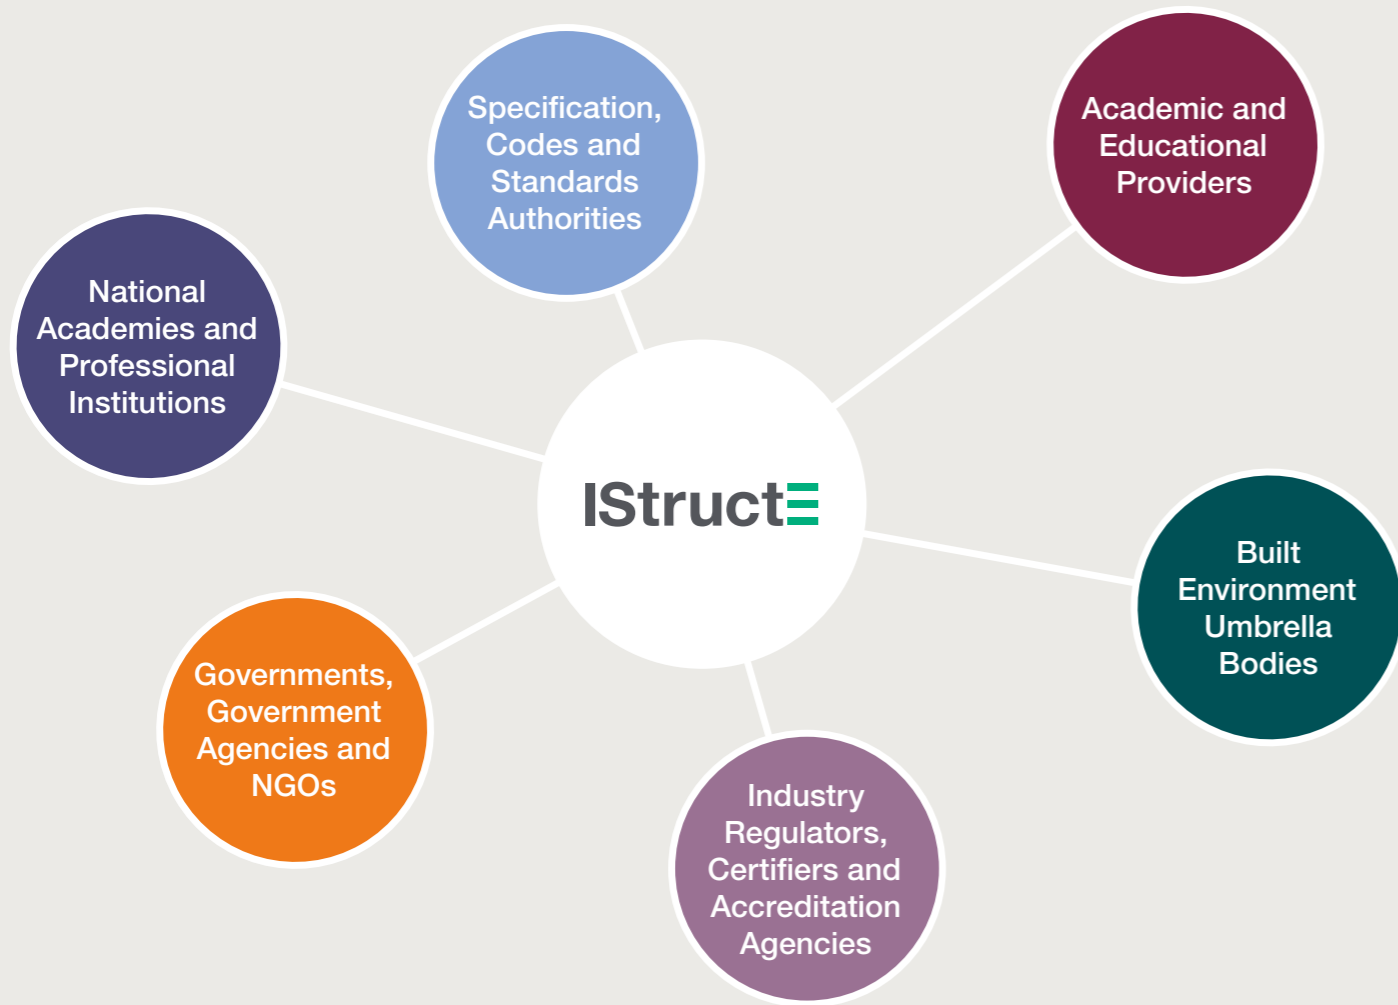 Specification,
Codes and
Standards
Authorities
Academic and
Educational
Providers
National
Academies and
Professional
Institutions
IStructE
Built
Environment
Umbrella
Bodies
Governments,
Government
Agencies and
NGOs
Industry
Regulators,
Certifiers and
Accreditation
Agencies